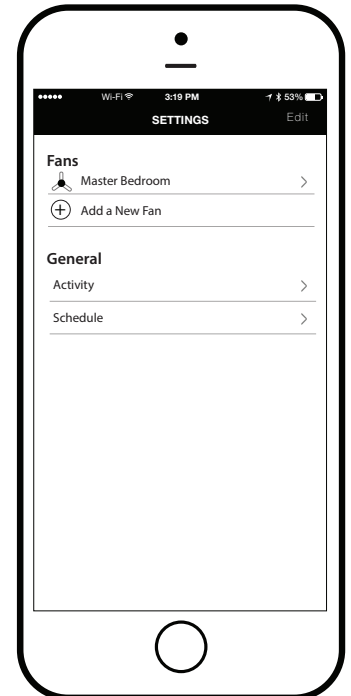 Wi-Fi 3:19 PM 53%
SETTINGS Edit
Fans
Master Bedroom
Add a New Fan
General
Activity
Schedule